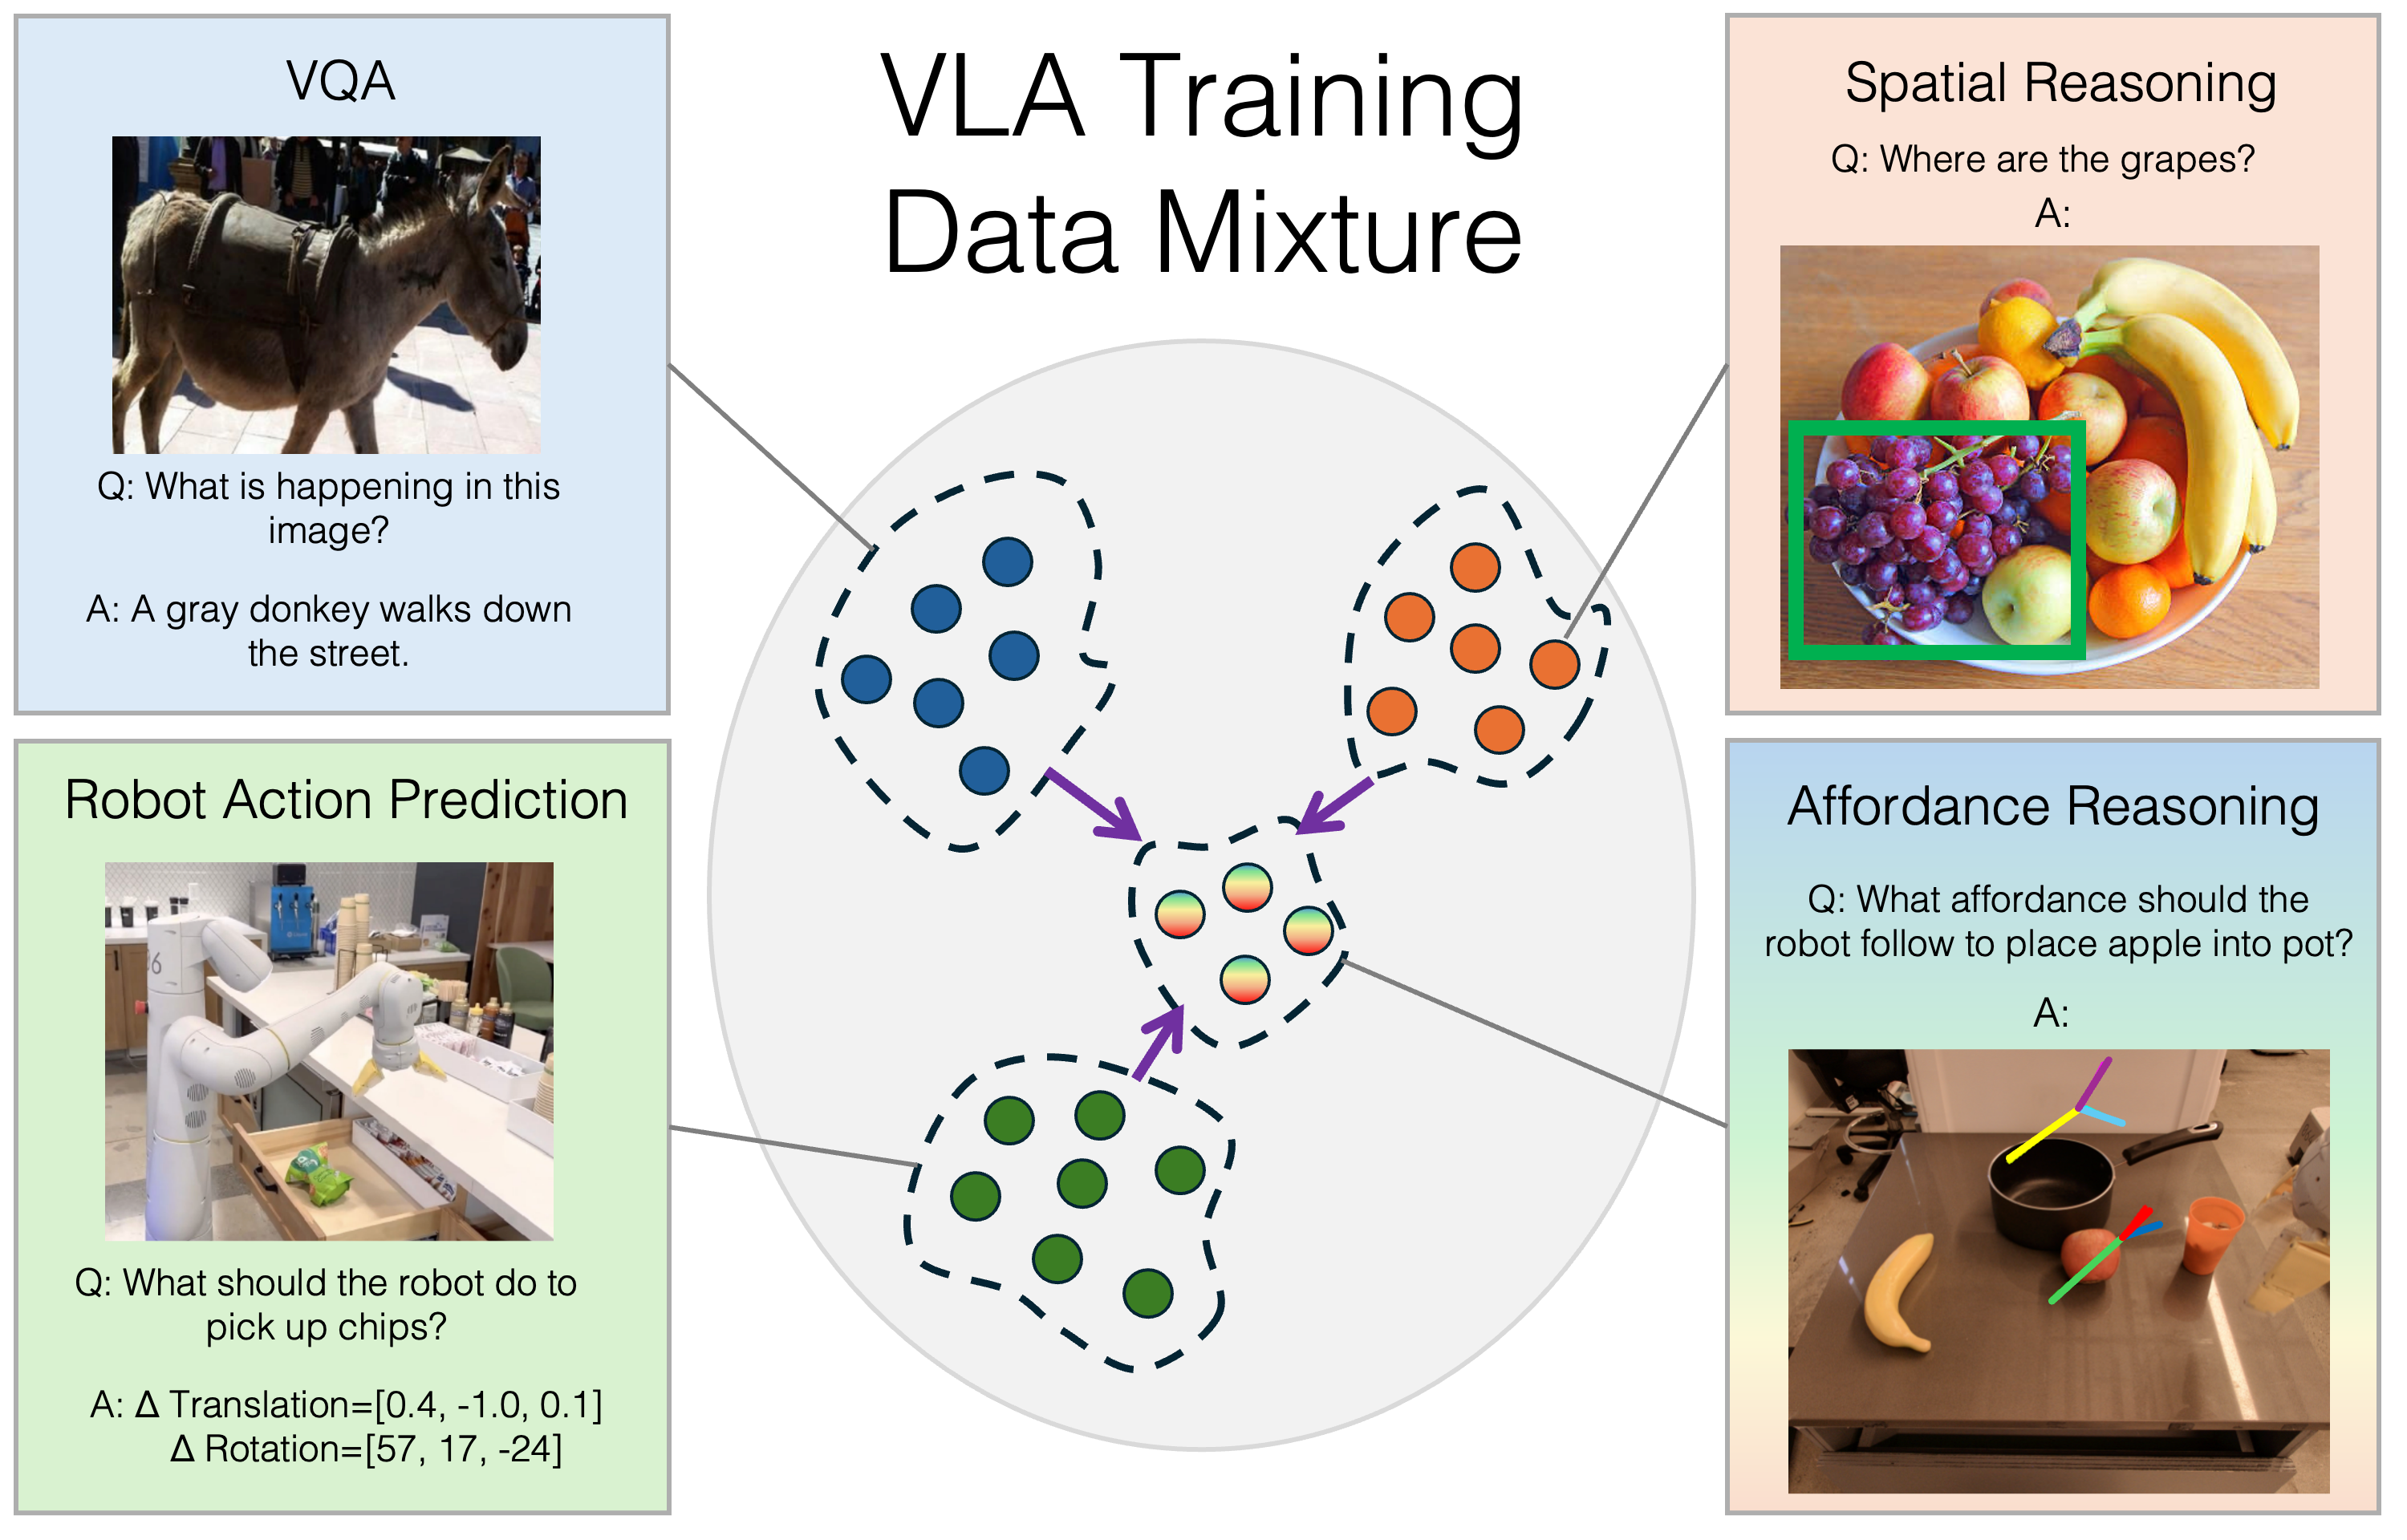 VLA Training
Data Mixture
VQA
Q: What is happening in this
image?
A: A gray donkey walks down
the street.
Spatial Reasoning
Q: Where are the grapes?
A:
Robot Action Prediction
36
Q: What should the robot do to
pick up chips?
A: Δ Translation=[0.4, -1.0, 0.1]
Δ Rotation=[57, 17, -24]
Affordance Reasoning
Q: What affordance should the
robot follow to place apple into pot?
A: